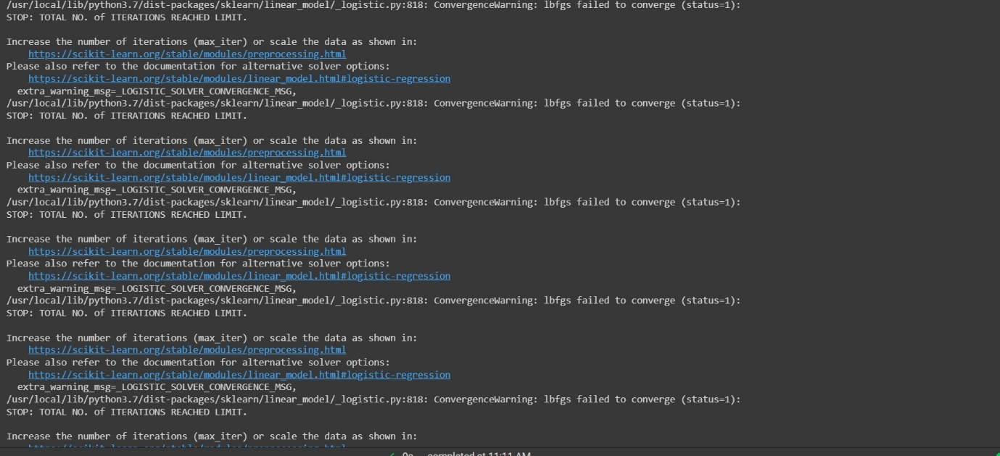 /usr/local/lib/python3.7/dist-packages/sklearn/linear_model/_logistic.py:818: ConvergenceWarning: lbfgs failed to converge (status=1):
STOP: TOTAL NO. of ITERATIONS REACHED LIMIT.
Increase the number of iterations (max_iter) or scale the data as shown in:
https://scikit-learn.org/stable/modules/preprocessing.html
Please also refer to the documentation for alternative solver options:
https://scikit-learn.org/stable/modules/linear_model.html#logistic-regression
extra_warning_msg=_LOGISTIC_SOLVER_CONVERGENCE_MSG,
/usr/local/lib/python3.7/dist-packages/sklearn/linear_model/_logistic.py:818: ConvergenceWarning: lbfgs failed to converge (status=1):
STOP: TOTAL NO. of ITERATIONS REACHED LIMIT.
Increase the number of iterations (max_iter) or scale the data as shown in:
https://scikit-learn.org/stable/modules/preprocessing.html
Please also refer to the documentation for alternative solver options:
https://scikit-learn.org/stable/modules/linear_model.html#logistic-regression
extra_warning_msg=_LOGISTIC_SOLVER_CONVERGENCE_MSG,
/usr/local/lib/python3.7/dist-packages/sklearn/linear_model/_logistic.py:818: ConvergenceWarning: lbfgs failed to converge (status=1):
STOP: TOTAL NO. of ITERATIONS REACHED LIMIT.
Increase the number of iterations (max_iter) or scale the data as shown in:
https://scikit-learn.org/stable/modules/preprocessing.html
Please also refer to the documentation for alternative solver options:
https://scikit-learn.org/stable/modules/linear_model.html#logistic-regression
extra_warning_msg=_LOGISTIC_SOLVER_CONVERGENCE_MSG,
/usr/local/lib/python3.7/dist-packages/sklearn/linear_model/_logistic.py:818: ConvergenceWarning: lbfgs failed to converge (status=1):
STOP: TOTAL NO. of ITERATIONS REACHED LIMIT.
Increase the number of iterations (max_iter) or scale the data as shown in:
https://scikit-learn.org/stable/modules/preprocessing.html
Please also refer to the documentation for alternative solver options:
https://scikit-learn.org/stable/modules/linear_model.html#logistic-regression
extra_warning_msg=_LOGISTIC_SOLVER_CONVERGENCE_MSG,
/usr/local/lib/python3.7/dist-packages/sklearn/linear_model/_logistic.py:818: ConvergenceWarning: lbfgs failed to converge (status=1):
STOP: TOTAL NO. of ITERATIONS REACHED LIMIT.
Increase the number of iterations (max_iter) or scale the data as shown in:
https://scikit-learn.org/stable/modules/preprocessing.html
completed at 11:11 AM